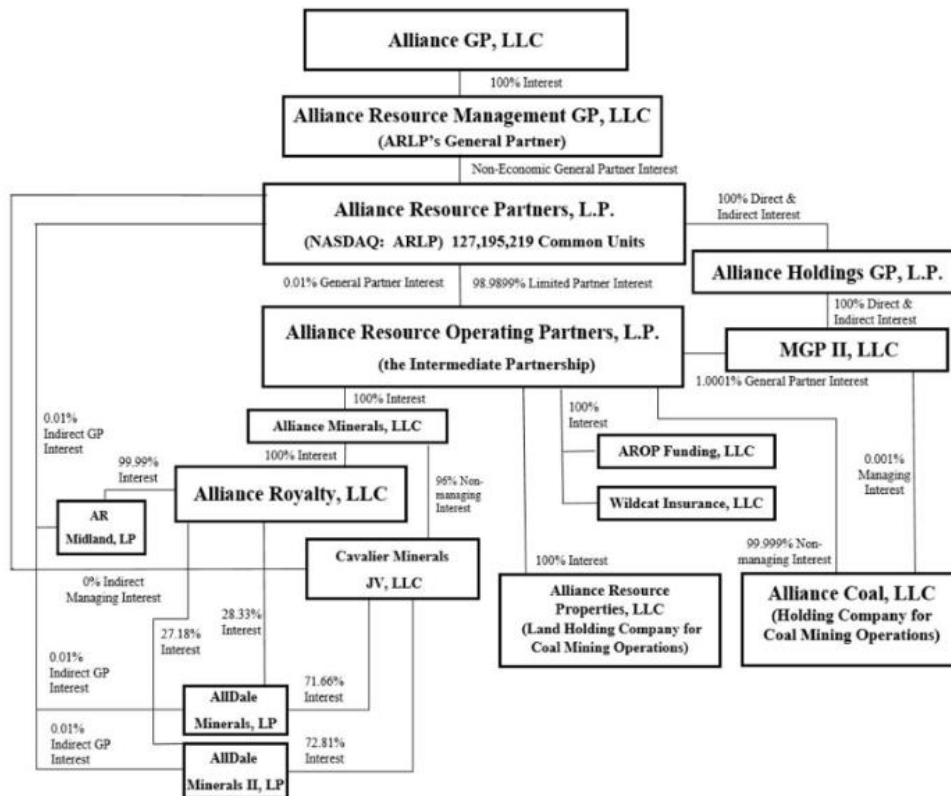 Alliance GP, LLC
100% Interest
Alliance Resource Management GP, LLC
(ARLP's General Partner)
Non-Economic General Partner Interest
Alliance Resource Partners, L.P.
(NASDAQ: ARLP) 127,195,219 Common Units
100% Direct &
Indirect Interest
0.01% General Partner Interest
98.9899% Limited Partner Interest
Alliance Holdings GP, L.P.
100% Direct &
Indirect Interest
Alliance Resource Operating Partners, L.P.
(the Intermediate Partnership)
MGP II, LLC
1.0001% General Partner Interest
100% Interest
Alliance Minerals, LLC
100%
Interest
AROP Funding, LLC
Wildcat Insurance, LLC
0.01%
Indirect GP
Interest
99.99%
Interest
100% Interest
Alliance Royalty, LLC
96% Non-
managing
Interest
0.001%
Managing
Interest
AR
Midland, LP
Cavalier Minerals
JV, LLC
100% Interest
99.999% Non-
managing Interest
0% Indirect
Managing Interest
Alliance Resource
Properties, LLC
(Land Holding Company for
Coal Mining Operations)
Alliance Coal, LLC
(Holding Company for
Coal Mining Operations)
28.33%
Interest
27.18%
Interest
0.01%
Indirect GP
Interest
71.66%
Interest
AllDale
Minerals, LP
0.01%
Indirect GP
Interest
72.81%
Interest
AllDale
Minerals II, LP